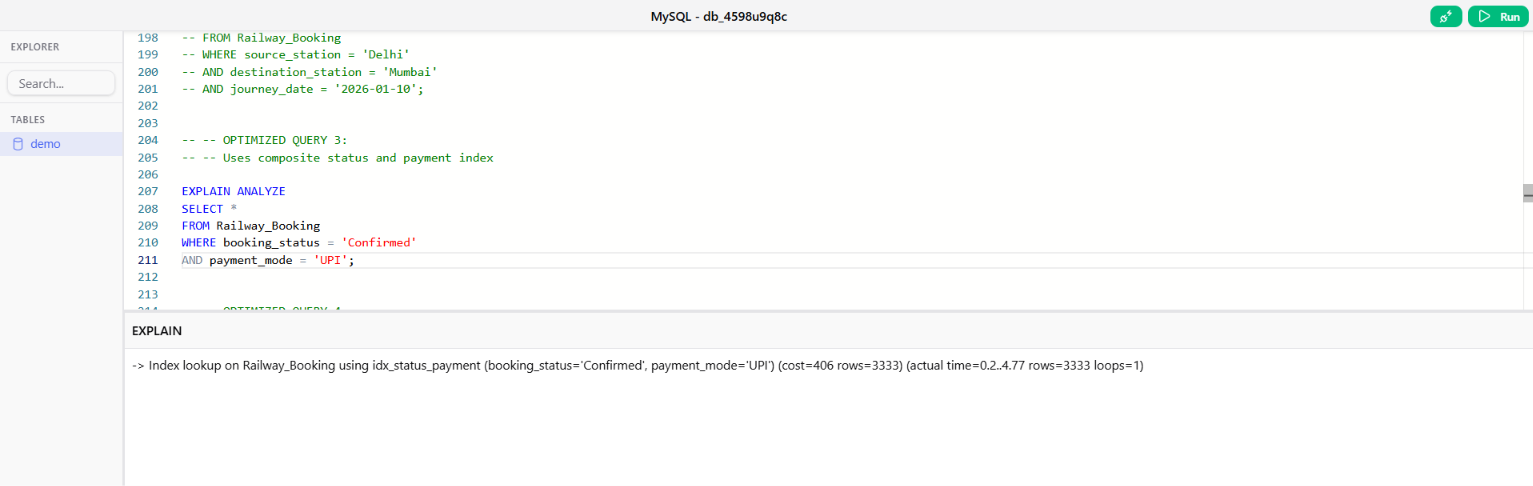 MySQL - db_4598u9q8c
Run
EXPLORER
Search...
TABLES
demo
198 -- FROM Railway_Booking
199 -- WHERE source_station = 'Delhi'
200 -- AND destination_station = 'Mumbai'
201 -- AND journey_date = '2026-01-10';
202
203
204 -- -- OPTIMIZED QUERY 3:
205 -- -- Uses composite status and payment index
206
207 EXPLAIN ANALYZE
208 SELECT *
209 FROM Railway_Booking
210 WHERE booking_status = 'Confirmed'
211 AND payment_mode = 'UPI';
212
213
214 -- -- OPTIMIZED QUERY 4
EXPLAIN
-> Index lookup on Railway_Booking using idx_status_payment (booking_status='Confirmed', payment_mode='UPI') (cost=406 rows=3333) (actual time=0.2..4.77 rows=3333 loops=1)